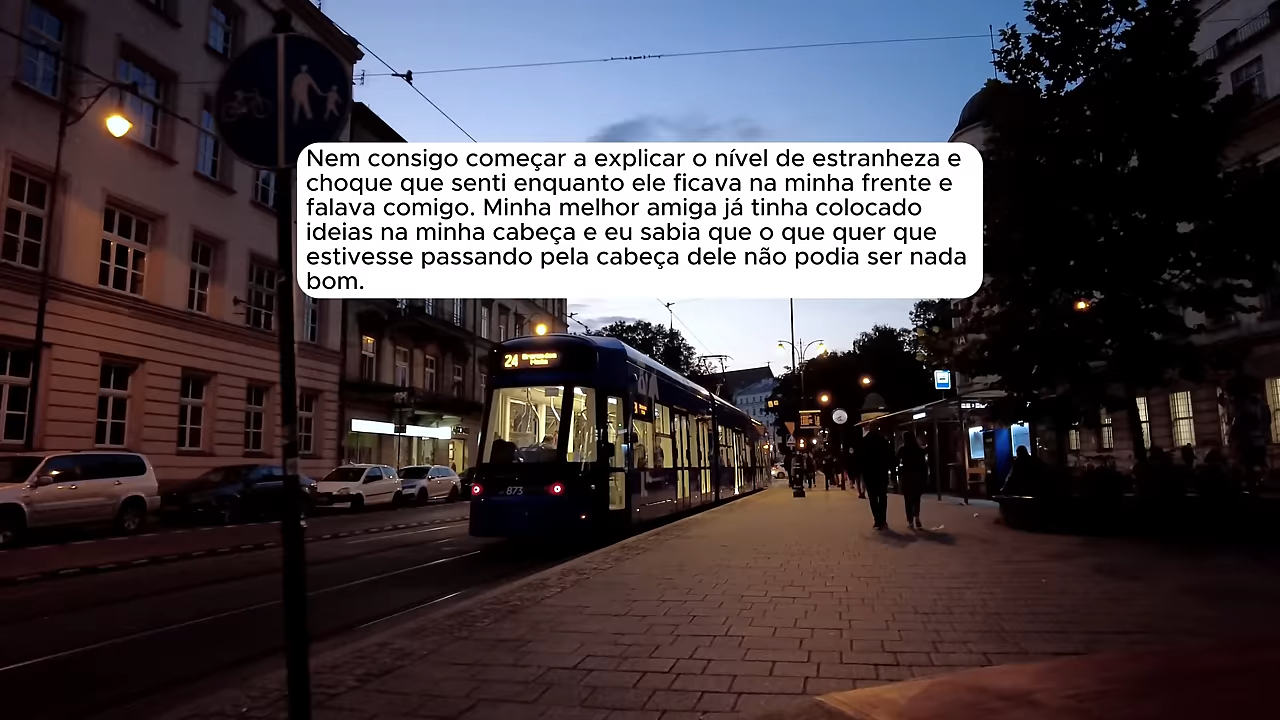 Nem consigo começar a explicar o nível de estranheza e
choque que senti enquanto ele ficava na minha frente e
falava comigo. Minha melhor amiga já tinha colocado
ideias na minha cabeça e eu sabia que o que quer que
estivesse passando pela cabeça dele não podia ser nada
bom.
24
873